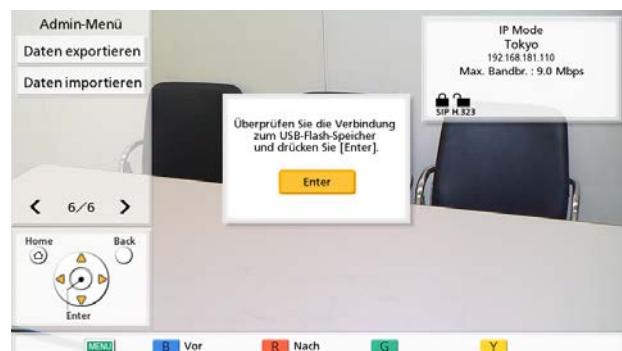 Admin-Menü
Daten exportieren
Daten importieren
6/6
Home
Back
Enter
IP Mode
Tokyo
192.168.181.110
Max. Bandbr. : 9.0 Mbps
SIP H.323
Überprüfen Sie die Verbindung
zum USB-Flash-Speicher
und drücken Sie [Enter].
Enter
MENU B Vor R Nach G Y